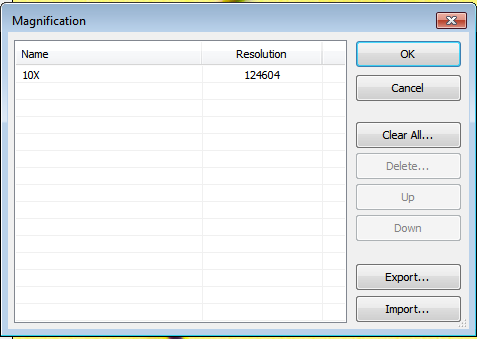 Magnification
Name Resolution
10X 124604
OK
Cancel
Clear All...
Delete...
Up
Down
Export...
Import...